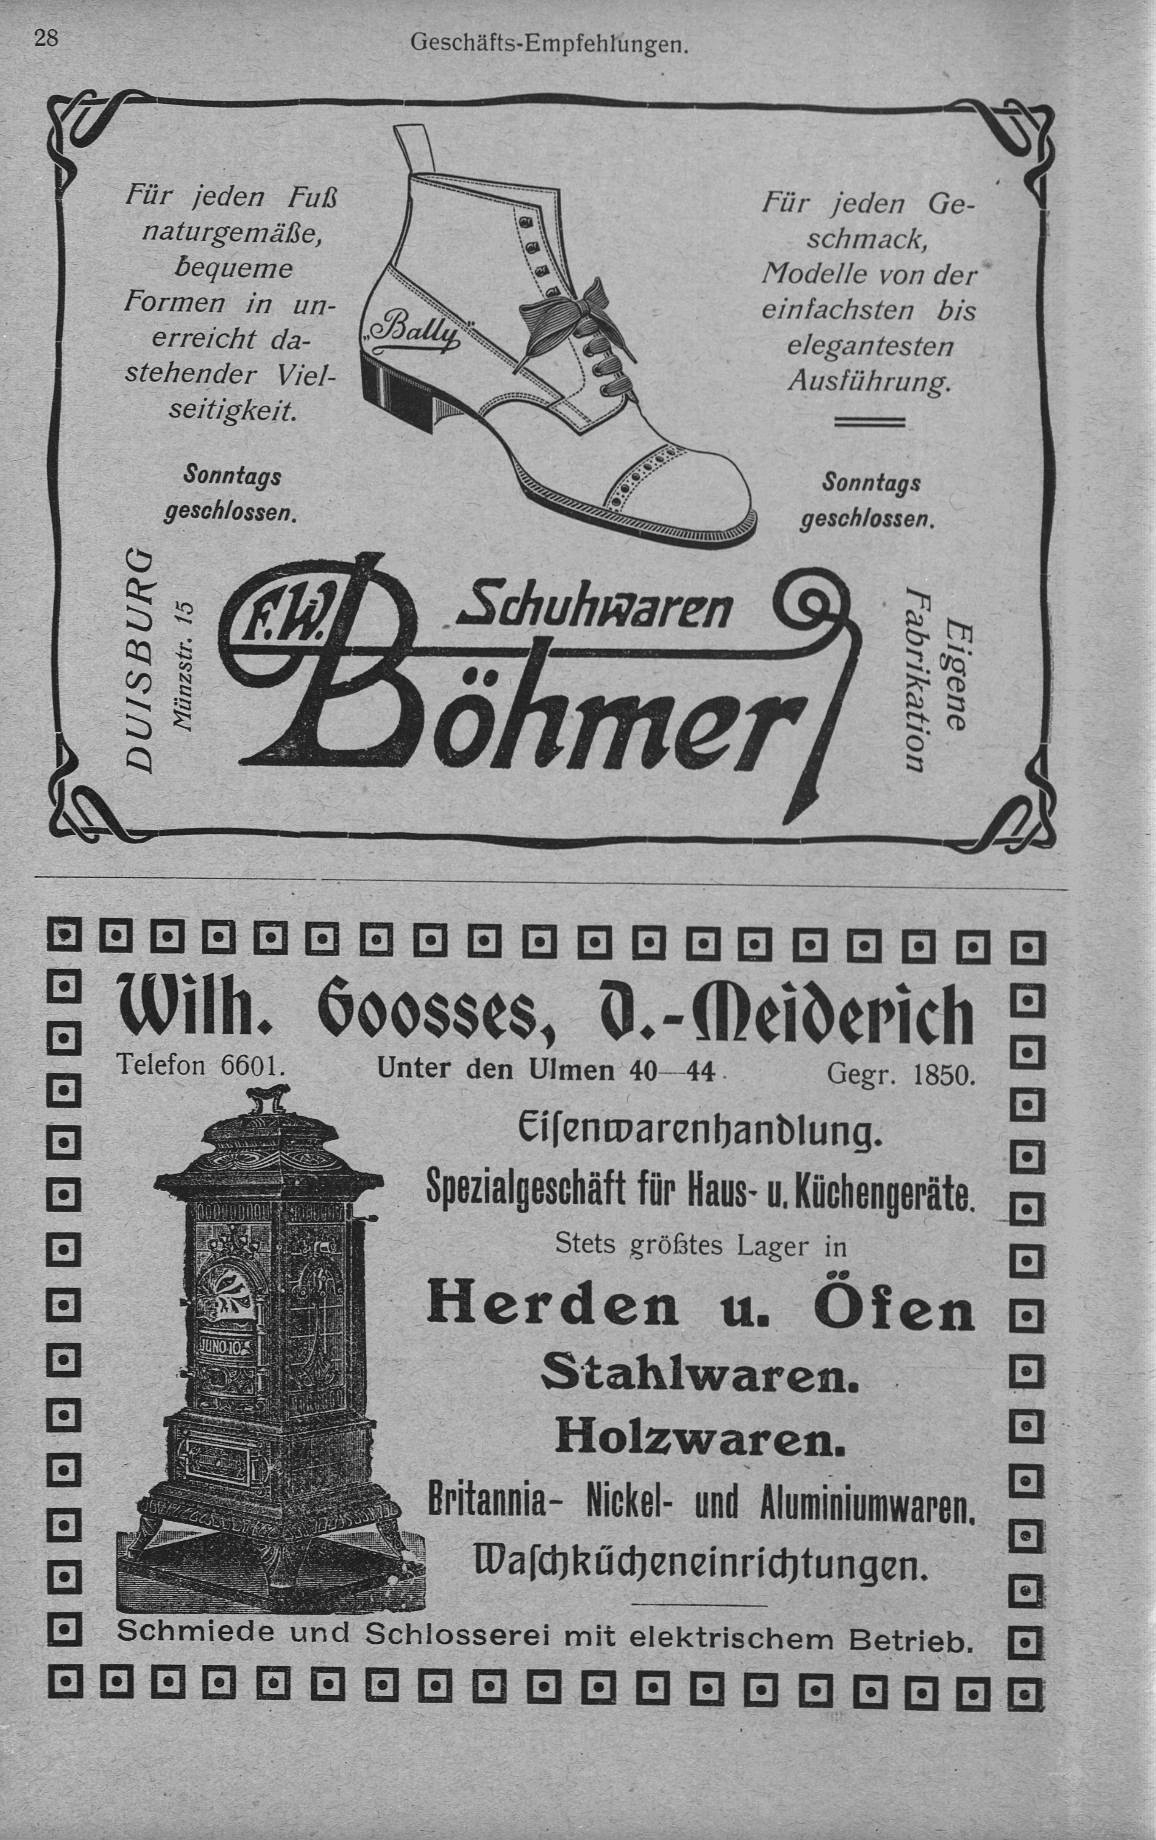 28
Geschäfts-Empfehlungen.
Für jeden Fuß
naturgemäße,
bequeme
Formen in un-
erreicht da-
stehender Viel-
seitigkeit.
Sonntags
geschlossen.
„Bally“
Für jeden Ge-
schmack,
Modelle von der
einfachsten bis
elegantesten
Ausführung.
Sonntags
geschlossen.
DUISBURG
Münzstr. 15
F.W.
Schuhwaren
Böhmer
Eigene
Fabrikation
Wilh. Goosses, D.-Meiderich
Telefon 6601. Unter den Ulmen 40—44. Gegr. 1850.
Eiſenwarenhandlung.
Spezialgeschäft für Haus- u. Küchengeräte.
Stets größtes Lager in
Herden u. Öfen
JUNO·10
Stahlwaren.
Holzwaren.
Britannia- Nickel- und Aluminiumwaren.
Waſchkücheneinrichtungen.
Schmiede und Schlosserei mit elektrischem Betrieb.